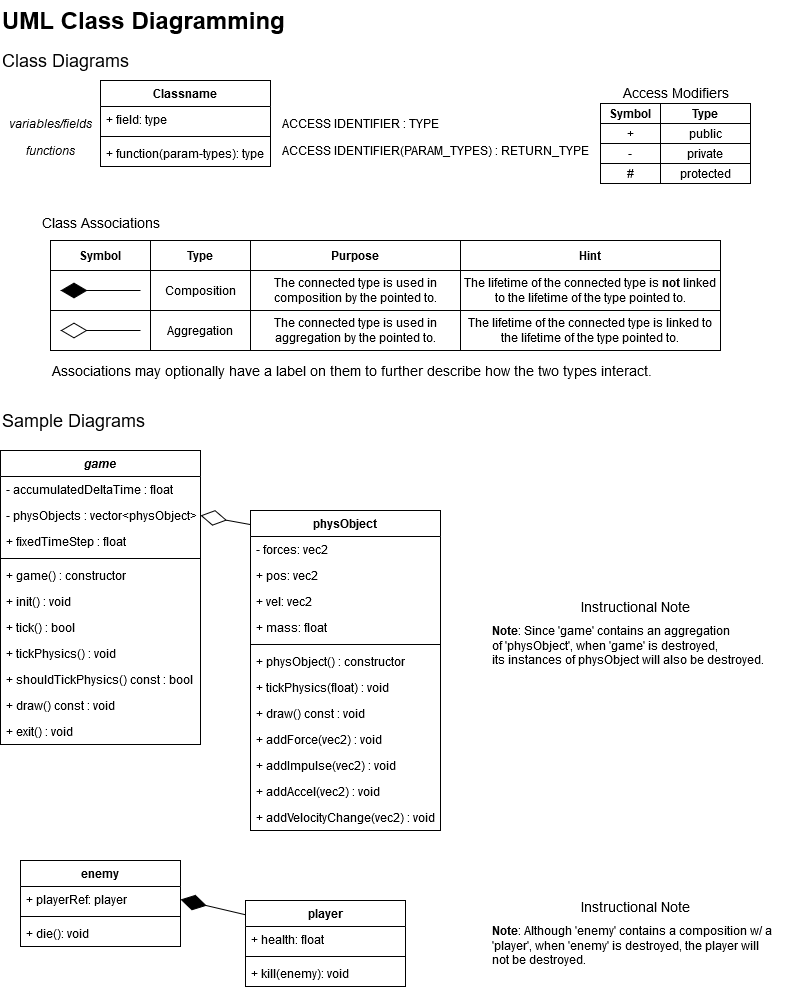 UML Class Diagramming
Class Diagrams
Classname
variables/fields
+ field: type
ACCESS IDENTIFIER : TYPE
functions
+ function(param-types): type
ACCESS IDENTIFIER(PARAM_TYPES) : RETURN_TYPE
Access Modifiers
Symbol Type
+ public
- private
# protected
Class Associations
Symbol Type Purpose Hint
Composition
The connected type is used in
composition by the pointed to.
The lifetime of the connected type is not linked
to the lifetime of the type pointed to.
Aggregation
The connected type is used in
aggregation by the pointed to.
The lifetime of the connected type is linked to
the lifetime of the type pointed to.
Associations may optionally have a label on them to further describe how the two types interact.
Sample Diagrams
game
- accumulatedDeltaTime : float
- physObjects : vector<physObject>
+ fixedTimeStep : float
+ game() : constructor
+ init() : void
+ tick() : bool
+ tickPhysics() : void
+ shouldTickPhysics() const : bool
+ draw() const : void
+ exit() : void
physObject
- forces: vec2
+ pos: vec2
+ vel: vec2
+ mass: float
+ physObject() : constructor
+ tickPhysics(float) : void
+ draw() const : void
+ addForce(vec2) : void
+ addImpulse(vec2) : void
+ addAccel(vec2) : void
+ addVelocityChange(vec2) : void
Instructional Note
Note: Since 'game' contains an aggregation
of 'physObject', when 'game' is destroyed,
its instances of physObject will also be destroyed.
enemy
+ playerRef: player
+ die(): void
player
+ health: float
+ kill(enemy): void
Instructional Note
Note: Although 'enemy' contains a composition w/ a
'player', when 'enemy' is destroyed, the player will
not be destroyed.